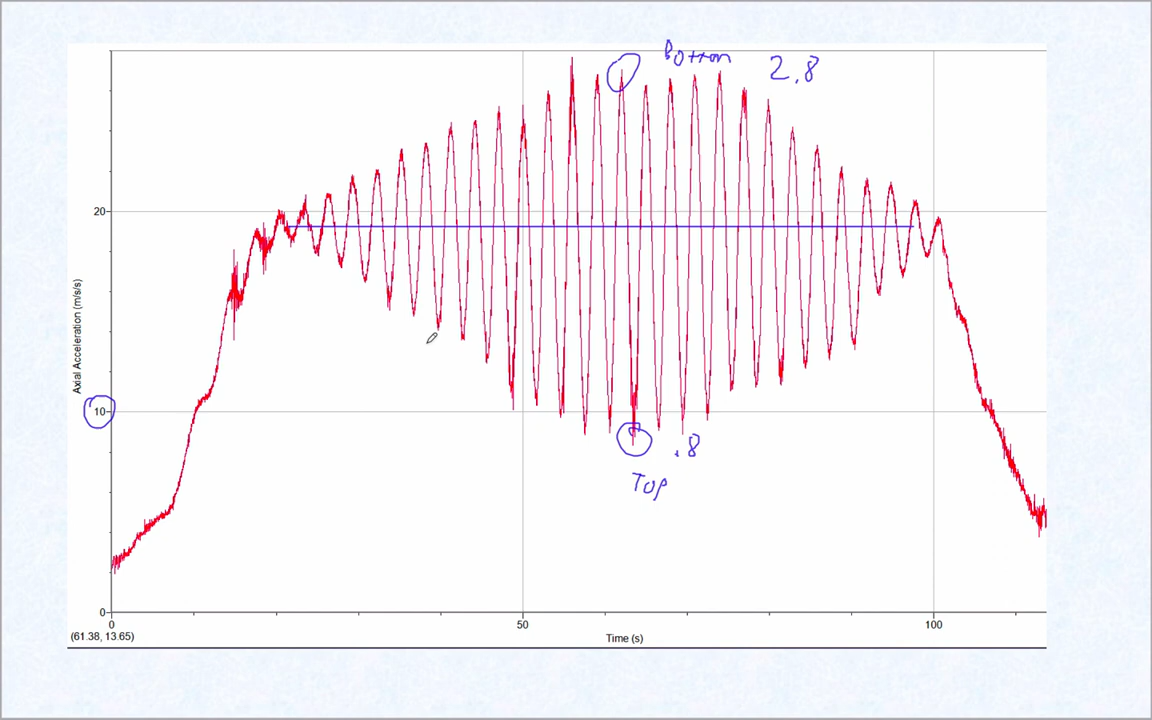 Bottom 2.8
20
Axial Acceleration (m/s/s)
10
.8
Top
0
0 50 100
(61.38, 13.65) Time (s)